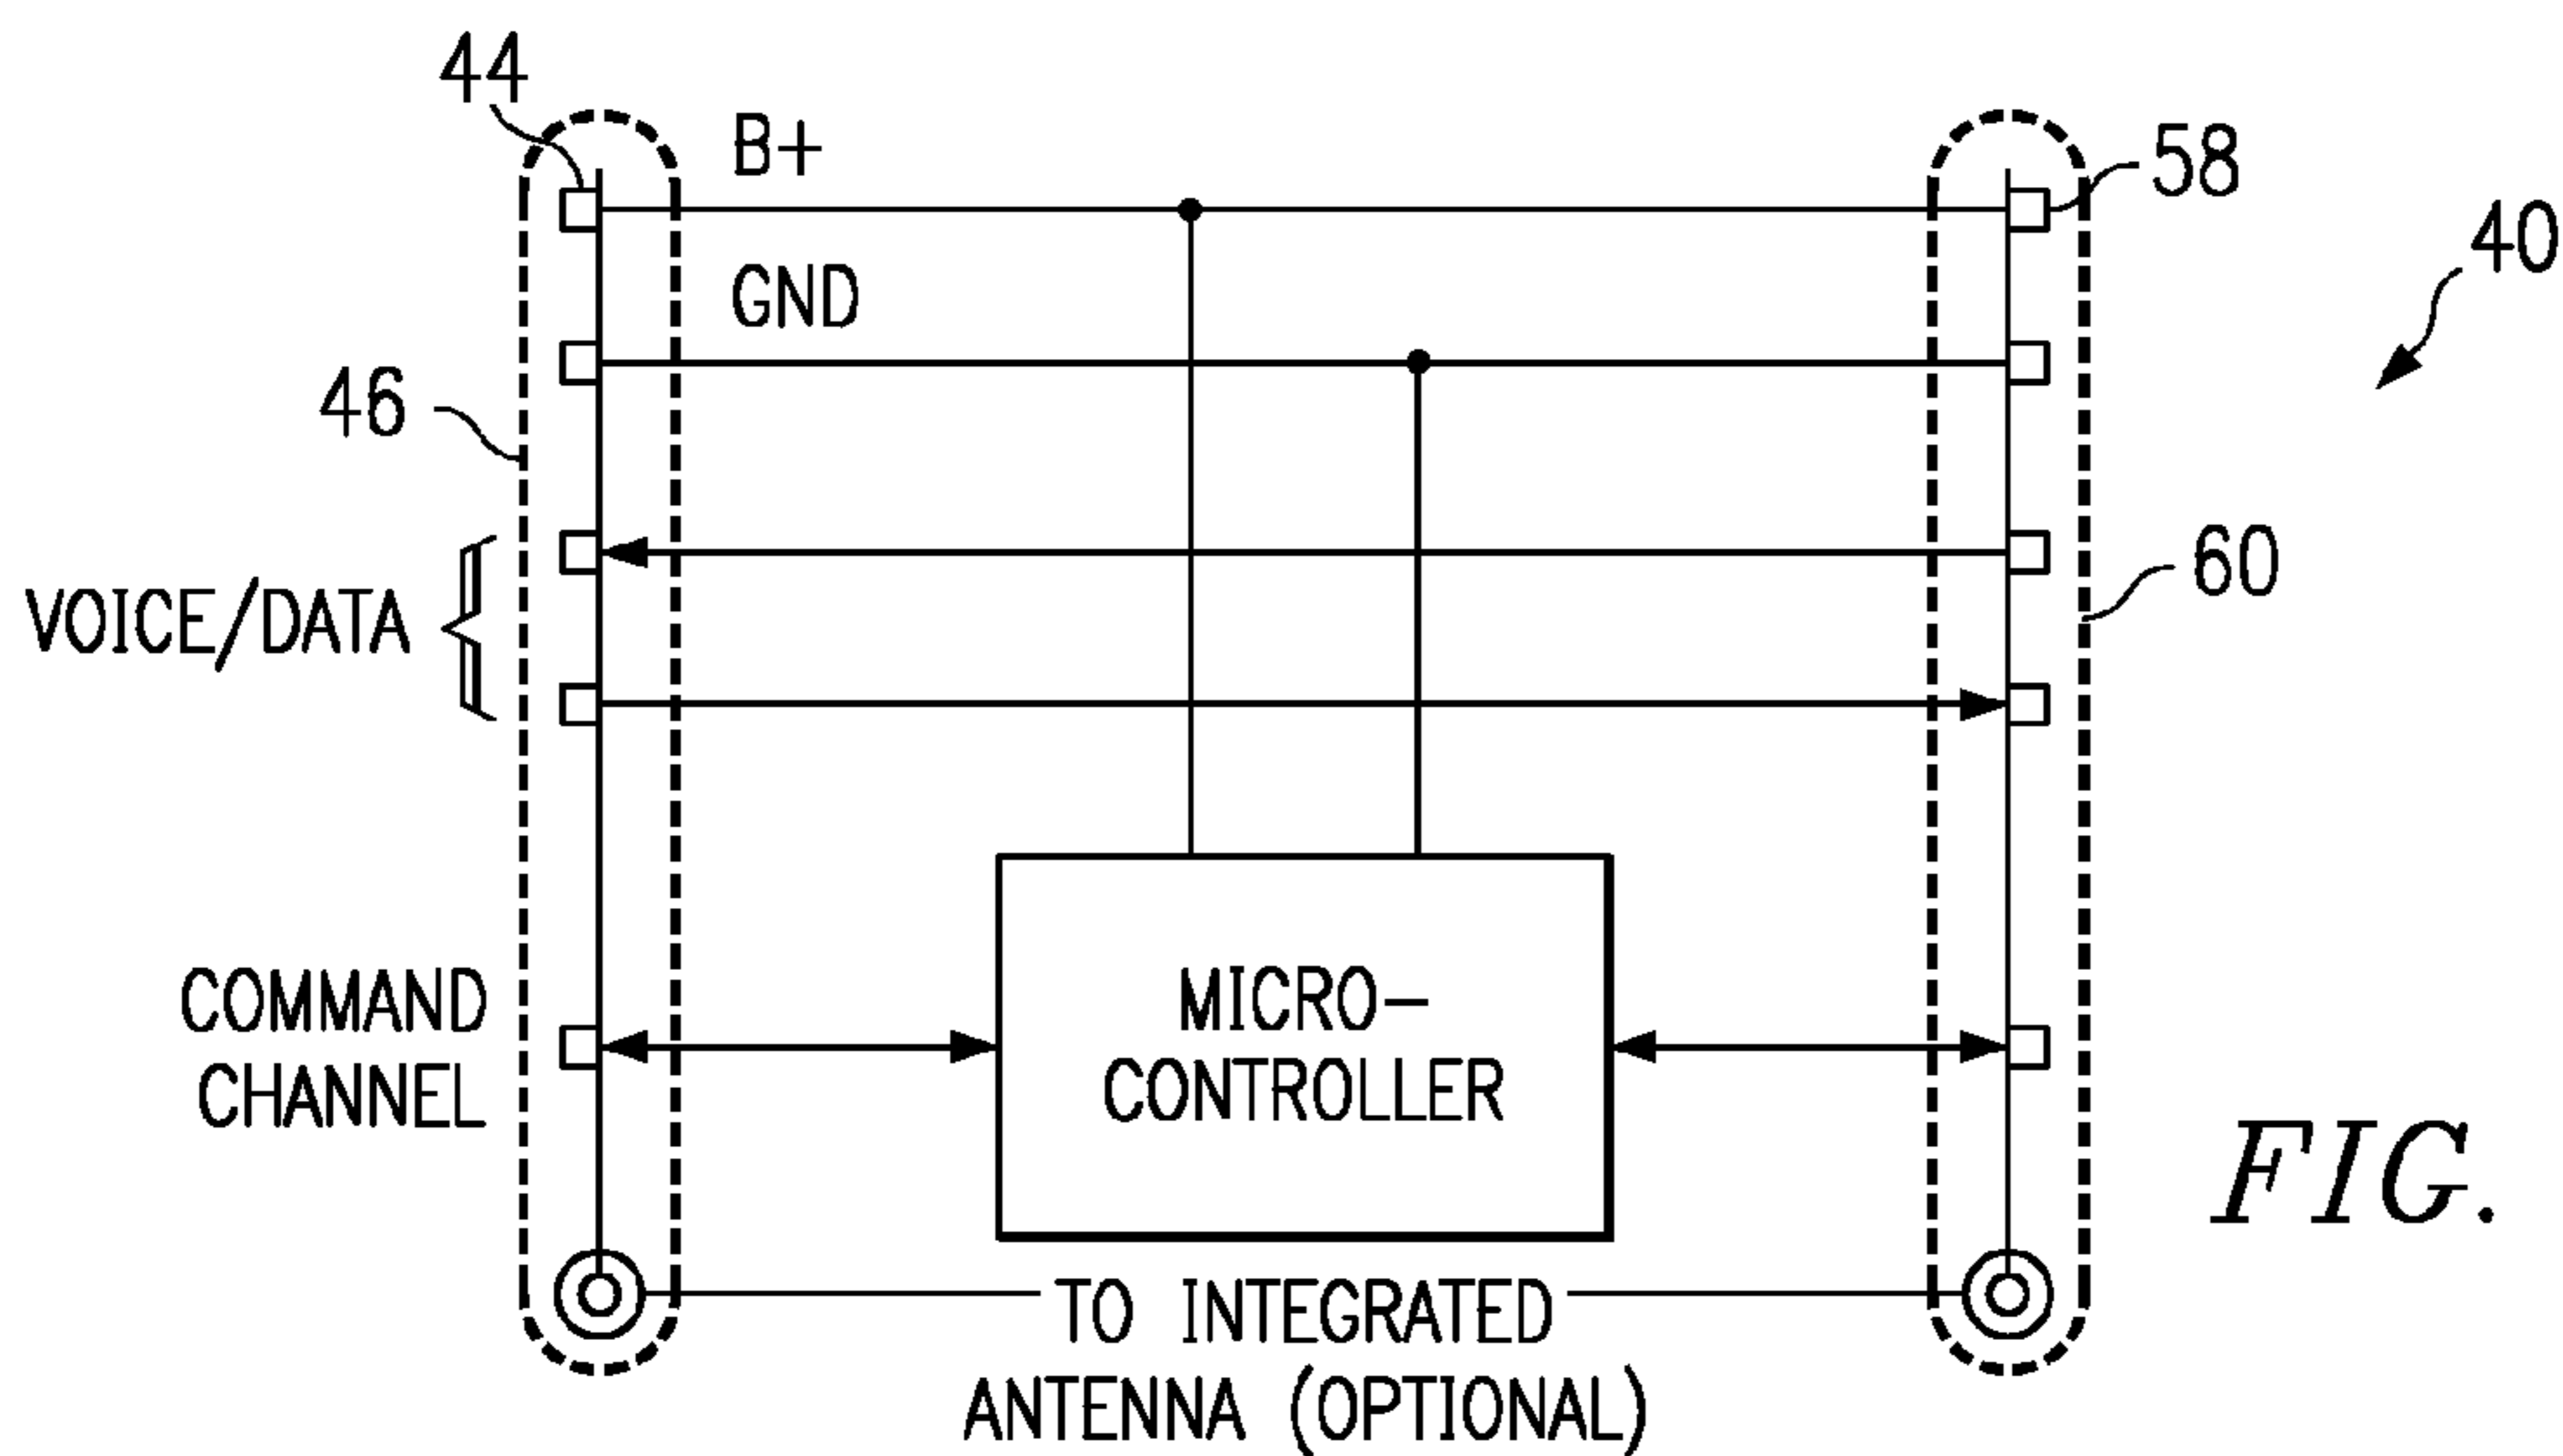 44
B+
58
40
GND
46
VOICE/DATA
60
COMMAND
CHANNEL
MICRO-
CONTROLLER
FIG.
TO INTEGRATED
ANTENNA (OPTIONAL)